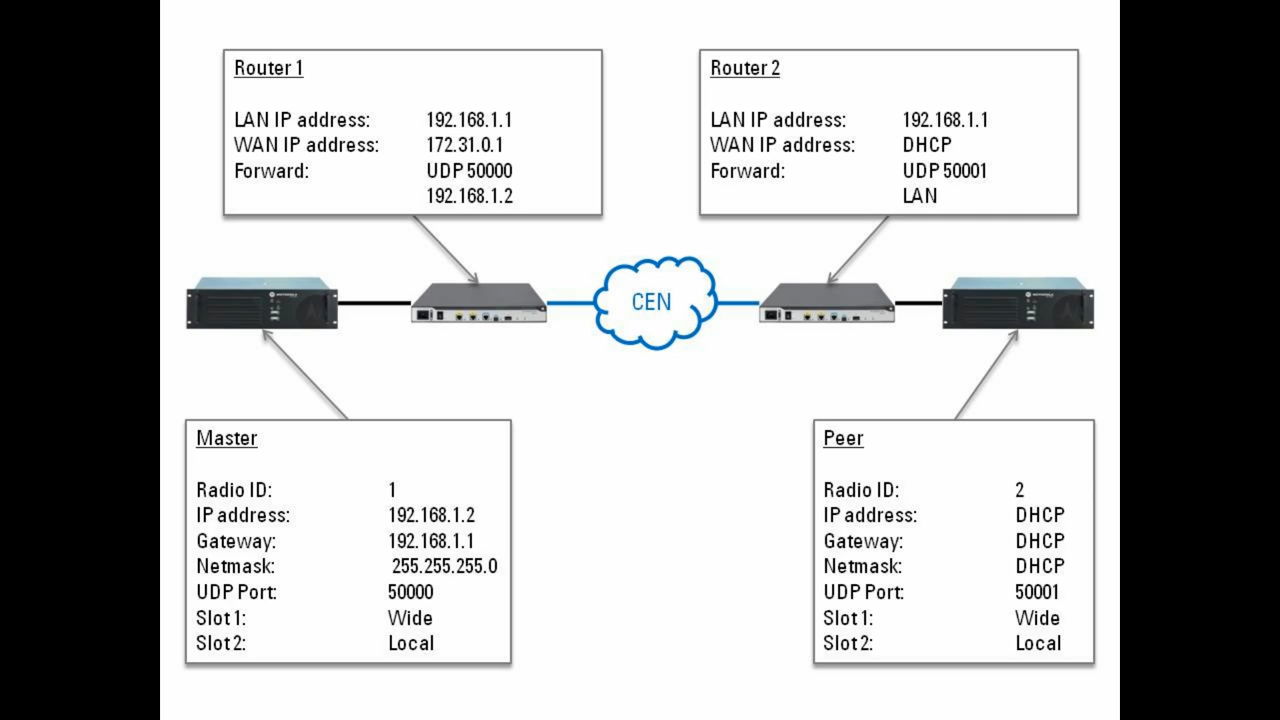 Router 1
LAN IP address: 192.168.1.1
WAN IP address: 172.31.0.1
Forward: UDP 50000
192.168.1.2
Router 2
LAN IP address: 192.168.1.1
WAN IP address: DHCP
Forward: UDP 50001
LAN
CEN
Master
Radio ID: 1
IP address: 192.168.1.2
Gateway: 192.168.1.1
Netmask: 255.255.255.0
UDP Port: 50000
Slot 1: Wide
Slot 2: Local
Peer
Radio ID: 2
IP address: DHCP
Gateway: DHCP
Netmask: DHCP
UDP Port: 50001
Slot 1: Wide
Slot 2: Local